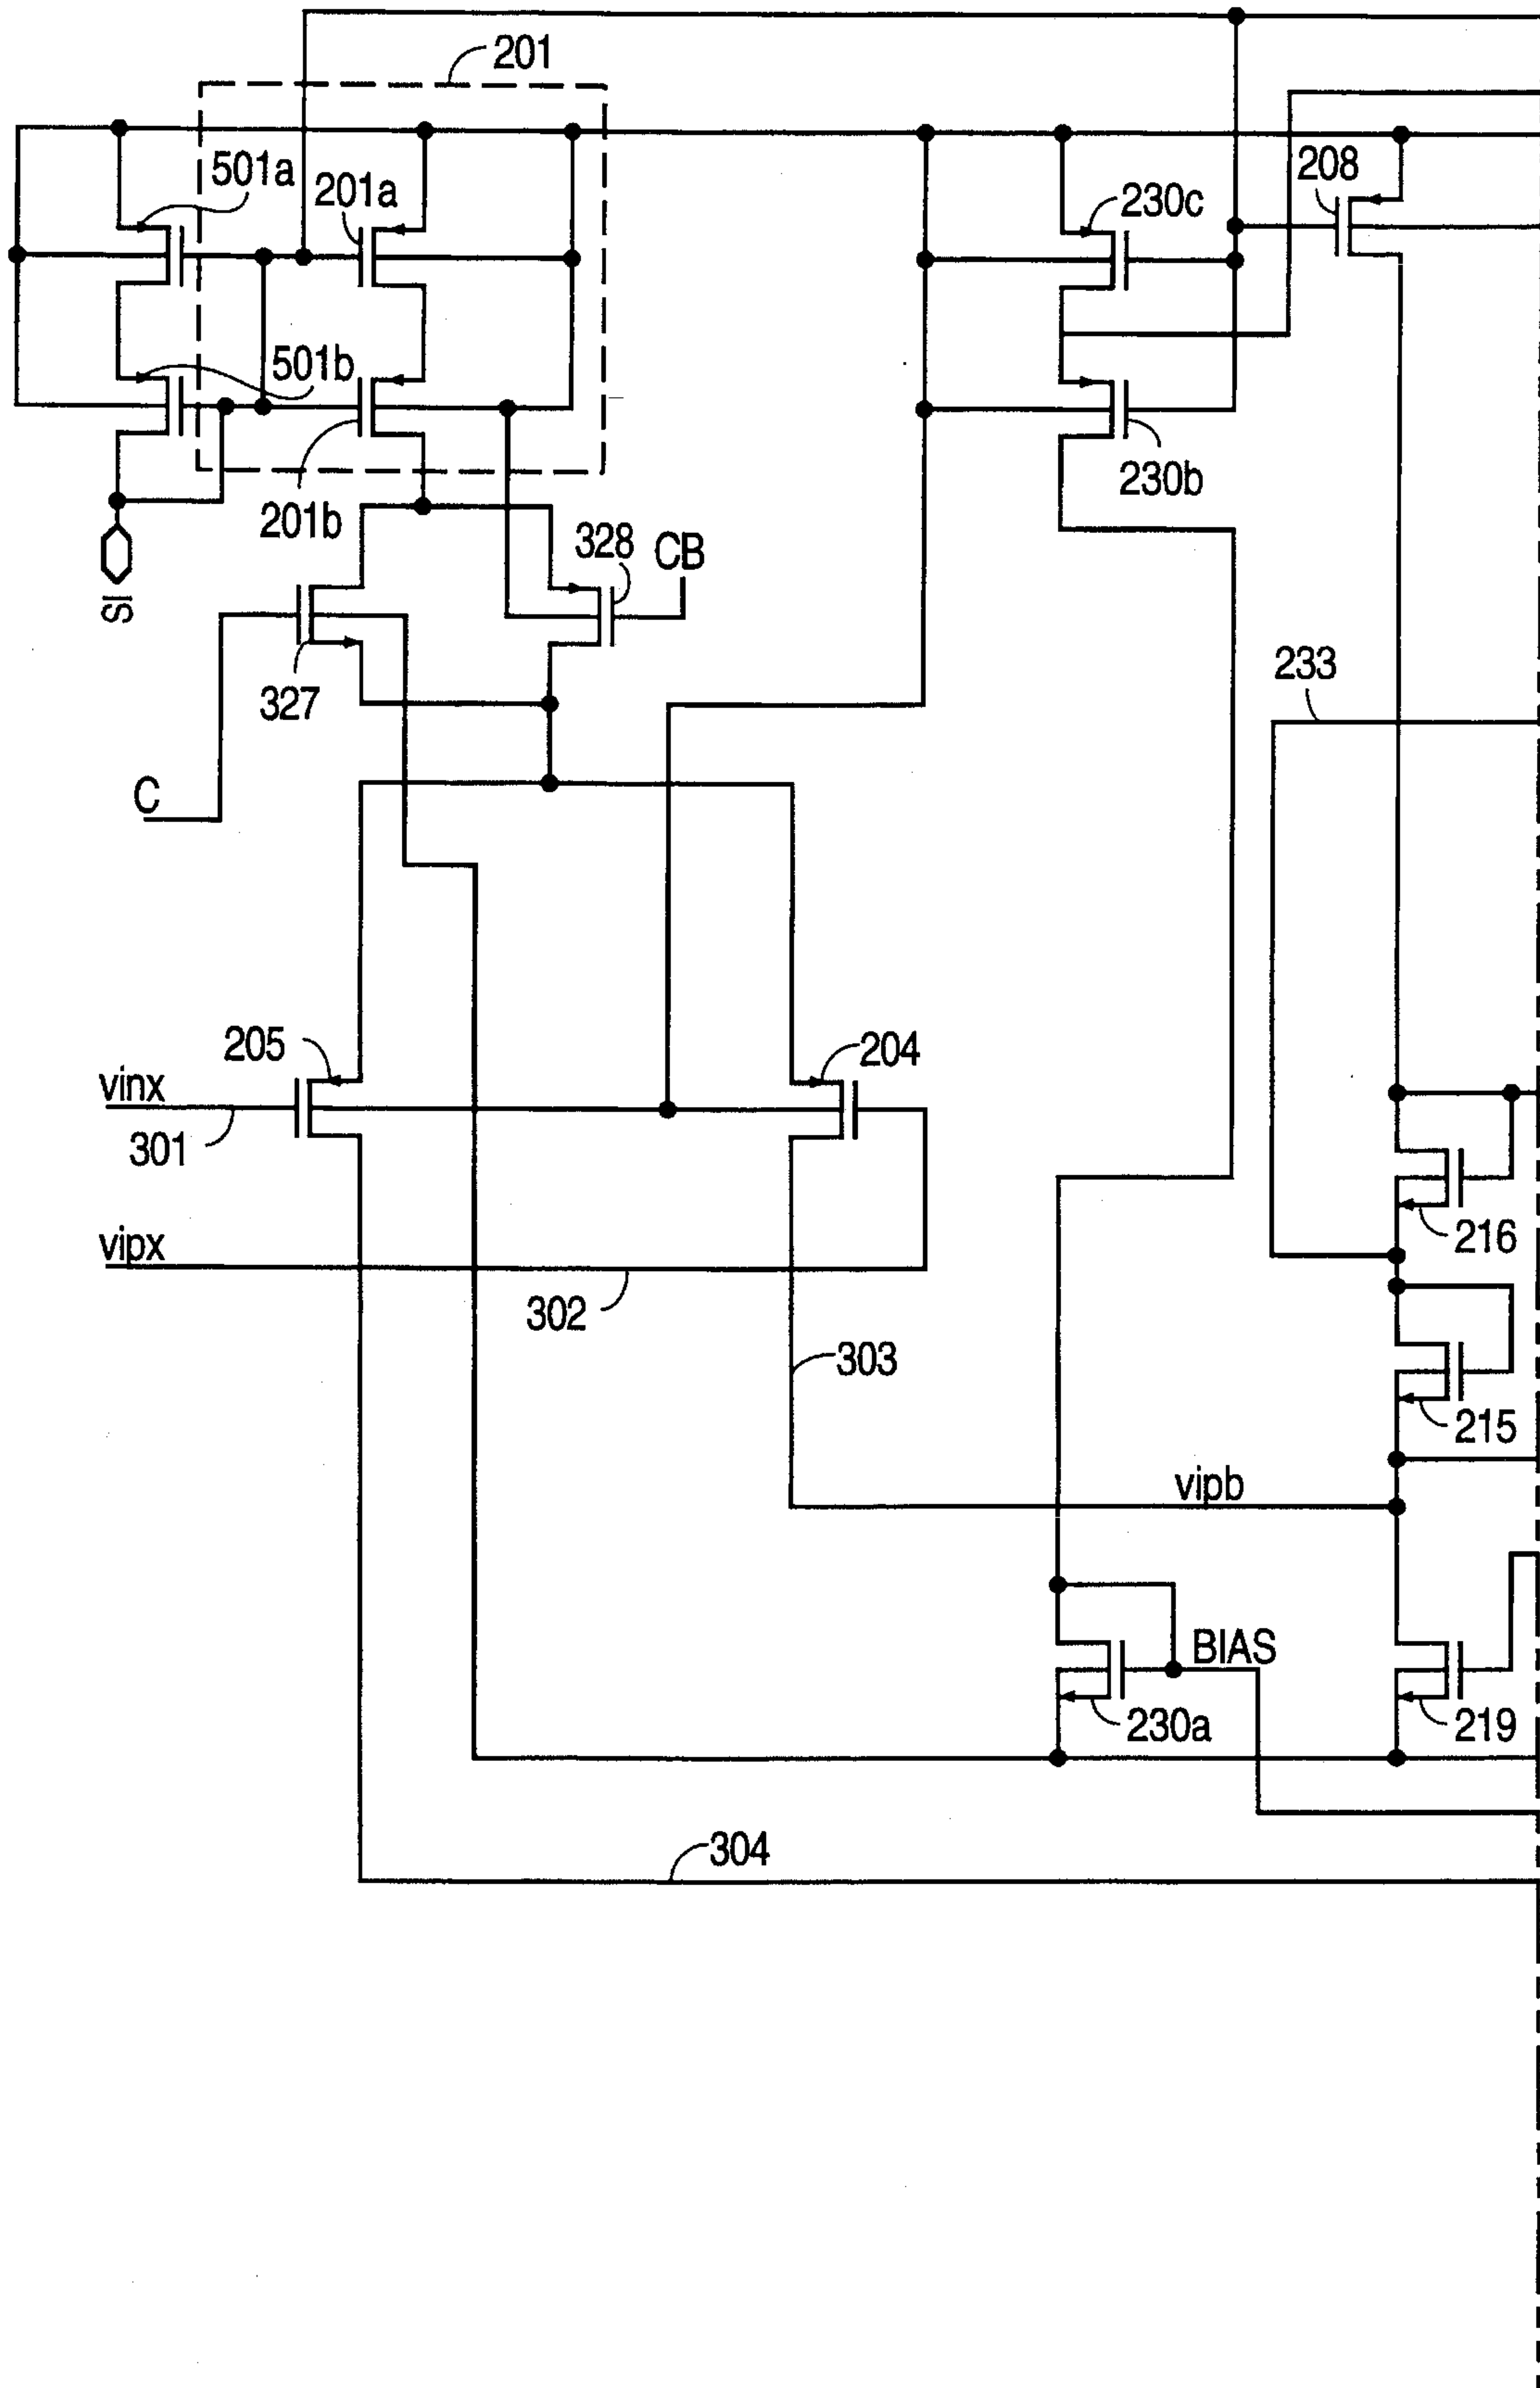 201
501a
201a
208
230c
501b
230b
201b
328
CB
SI
233
327
C
205
204
vinx
301
216
vipx
302
303
215
vipb
BIAS
230a
219
304